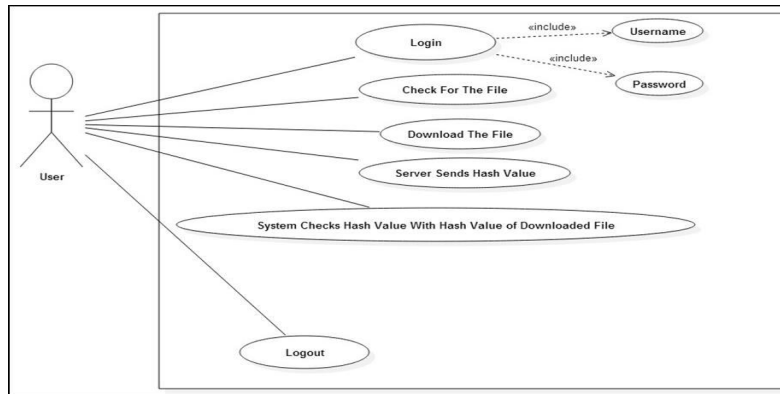 Login
«include»
Username
«include»
Password
Check For The File
Download The File
Server Sends Hash Value
User
System Checks Hash Value With Hash Value of Downloaded File
Logout